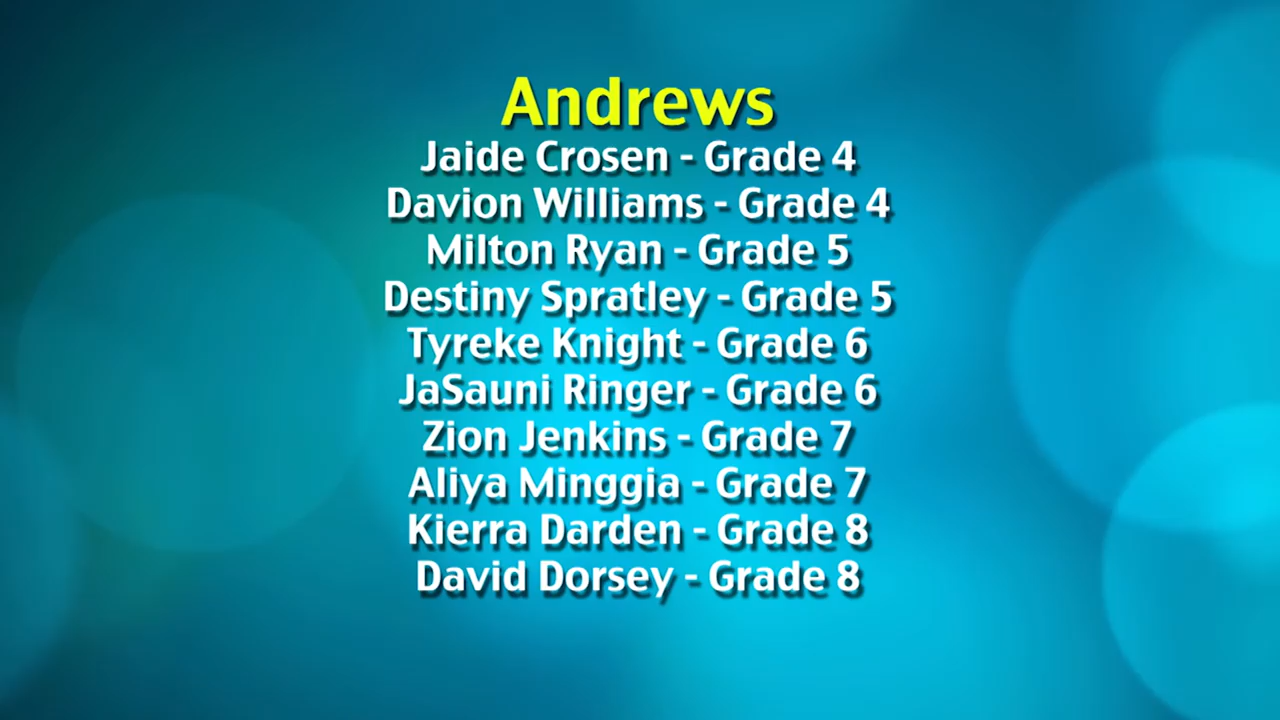 Andrews
Jaide Crosen - Grade 4
Davion Williams - Grade 4
Milton Ryan - Grade 5
Destiny Spratley - Grade 5
Tyreke Knight - Grade 6
JaSauni Ringer - Grade 6
Zion Jenkins - Grade 7
Aliya Minggia - Grade 7
Kierra Darden - Grade 8
David Dorsey - Grade 8